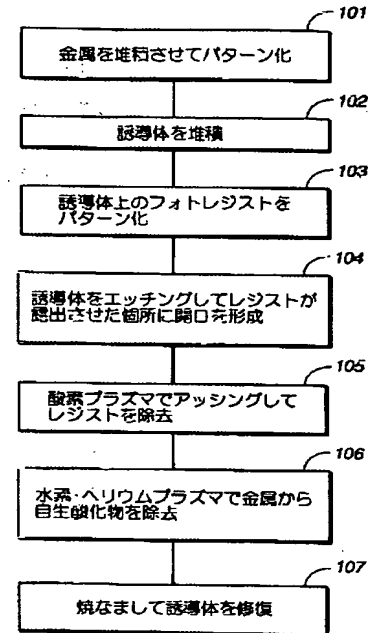 101
金属を堆積させてパターン化
102
誘導体を堆積
103
誘導体上のフォトレジストを
パターン化
104
誘導体をエッチングしてレジストが
露出させた個所に開口を形成
105
酸素プラズマでアッシングして
レジストを除去
106
水素・ヘリウムプラズマで金属から
自生酸化物を除去
107
焼なまして誘導体を修復